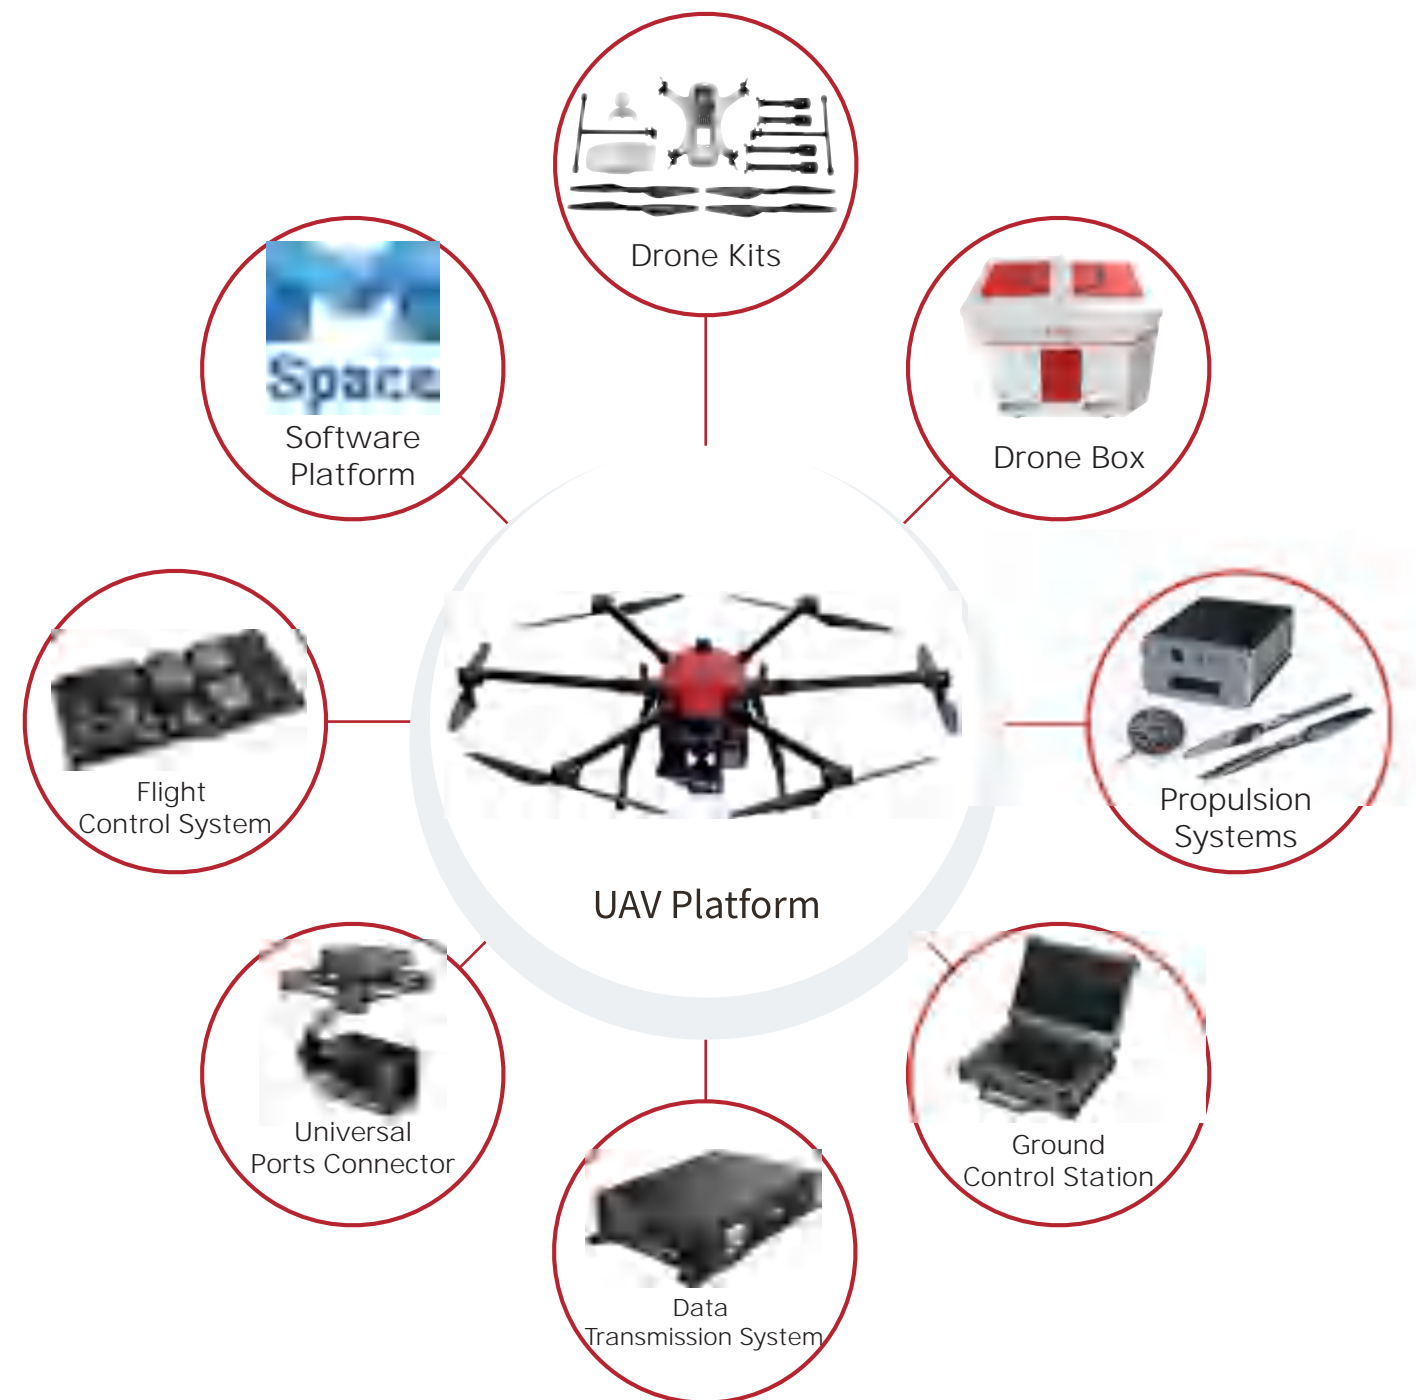 Drone Kits
Space
Software
Platform
Drone Box
Flight
Control System
Propulsion
Systems
UAV Platform
Universal
Ports Connector
Ground
Control Station
Data
Transmission System